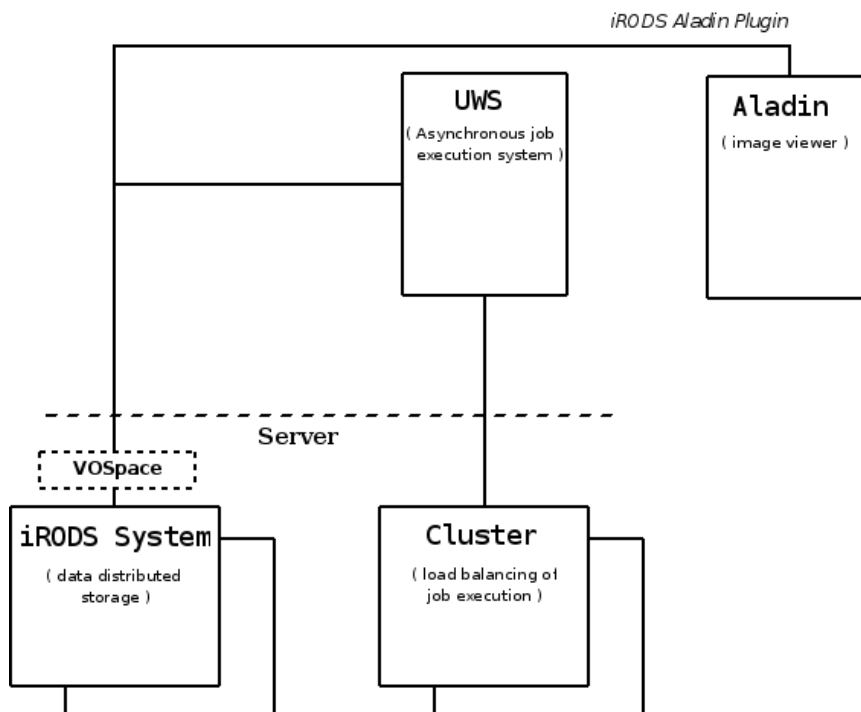 iRODS Aladin Plugin
UWS
( Asynchronous job
execution system )
Aladin
( image viewer )
Server
VOSpace
iRODS System
( data distributed
storage )
Cluster
( load balancing of
job execution )